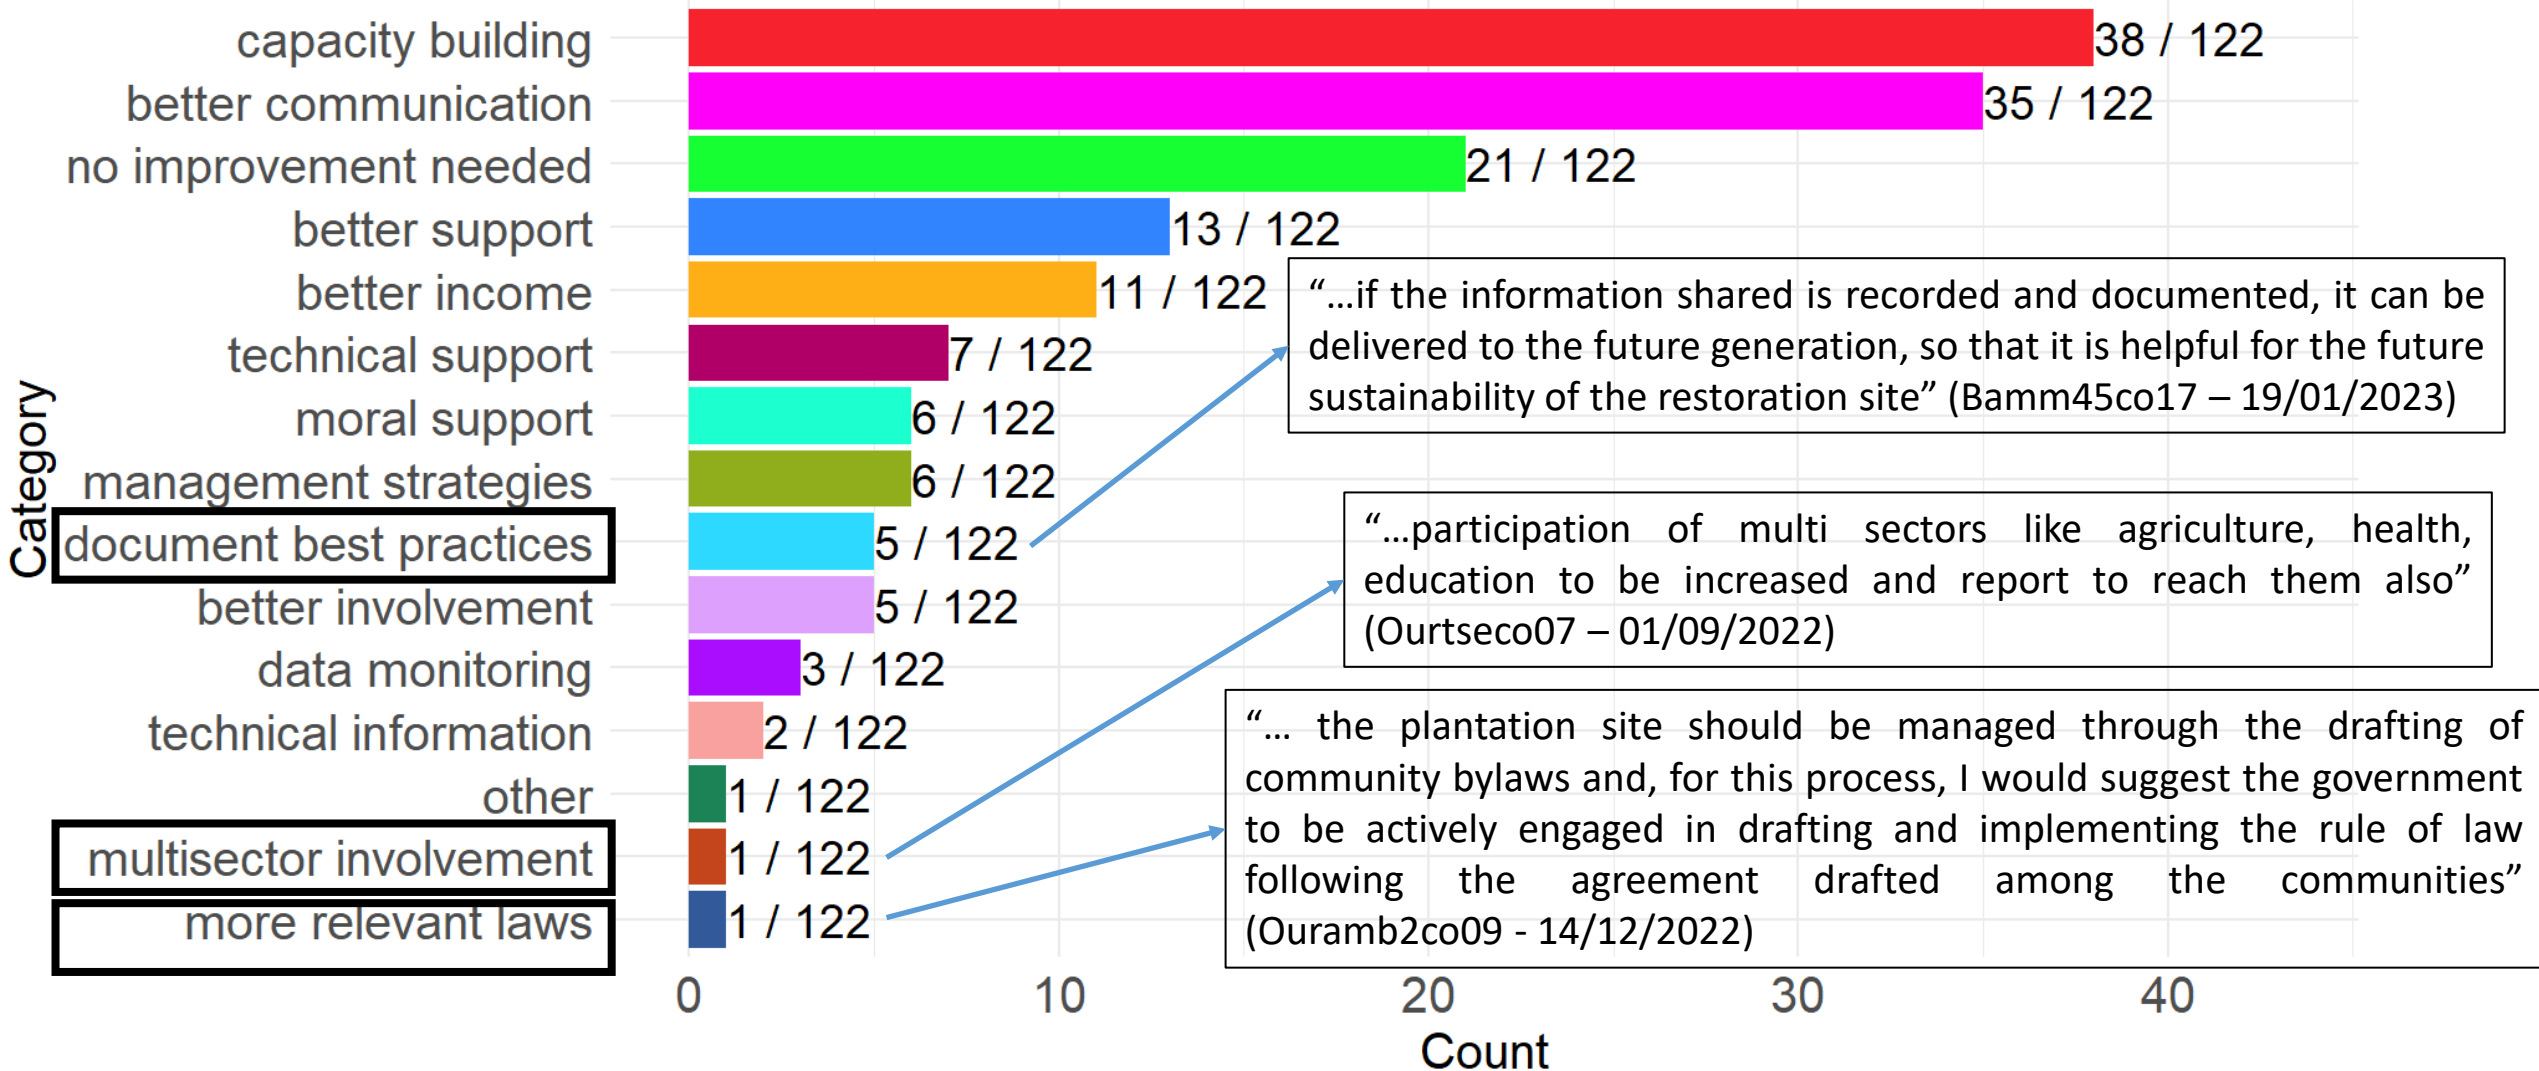 capacity building 38 / 122
better communication 35 / 122
no improvement needed 21 / 122
better support 13 / 122
better income 11 / 122
technical support 7 / 122
moral support 6 / 122
management strategies 6 / 122
document best practices 5 / 122
better involvement 5 / 122
data monitoring 3 / 122
technical information 2 / 122
other 1 / 122
multisector involvement 1 / 122
more relevant laws 1 / 122
Category
0 10 20 30 40
Count
“…if the information shared is recorded and documented, it can be
delivered to the future generation, so that it is helpful for the future
sustainability of the restoration site” (Bamm45co17 – 19/01/2023)
“…participation of multi sectors like agriculture, health,
education to be increased and report to reach them also”
(Ourtseco07 – 01/09/2022)
“… the plantation site should be managed through the drafting of
community bylaws and, for this process, I would suggest the government
to be actively engaged in drafting and implementing the rule of law
following the agreement drafted among the communities”
(Ouramb2co09 - 14/12/2022)